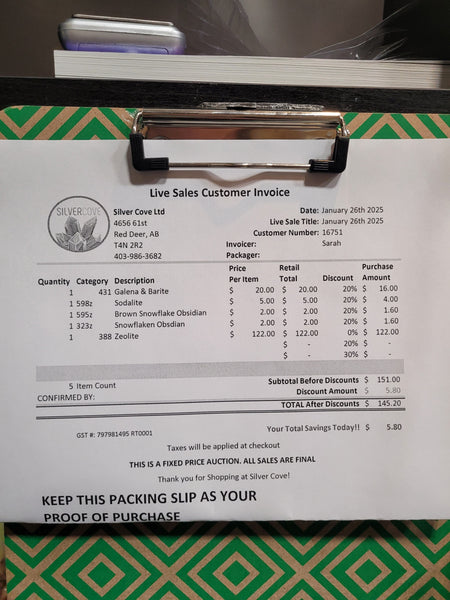 Live Sales Customer Invoice
SILVERCOVE
Silver Cove Ltd
4656 61st
Red Deer, AB
T4N 2R2
403-986-3682
Date: January 26th 2025
Live Sale Title: January 26th 2025
Customer Number: 16751
Invoicer: Sarah
Packager:
Quantity Category Description Price Per Item Retail Total Discount Purchase Amount
1 431 Galena & Barite $ 20.00 $ 20.00 20% $ 16.00
1 598z Sodalite $ 5.00 $ 5.00 20% $ 4.00
1 595z Brown Snowflake Obsidian $ 2.00 $ 2.00 20% $ 1.60
1 323z Snowflaken Obsdian $ 2.00 $ 2.00 20% $ 1.60
1 388 Zeolite $ 122.00 $ 122.00 0% $ 122.00
$ - 20% $ -
$ - 30% $ -
5 Item Count Subtotal Before Discounts $ 151.00
CONFIRMED BY: Discount Amount $ 5.80
TOTAL After Discounts $ 145.20
GST #: 797981495 RT0001 Your Total Savings Today!! $ 5.80
Taxes will be applied at checkout
THIS IS A FIXED PRICE AUCTION. ALL SALES ARE FINAL
Thank you for Shopping at Silver Cove!
KEEP THIS PACKING SLIP AS YOUR
PROOF OF PURCHASE